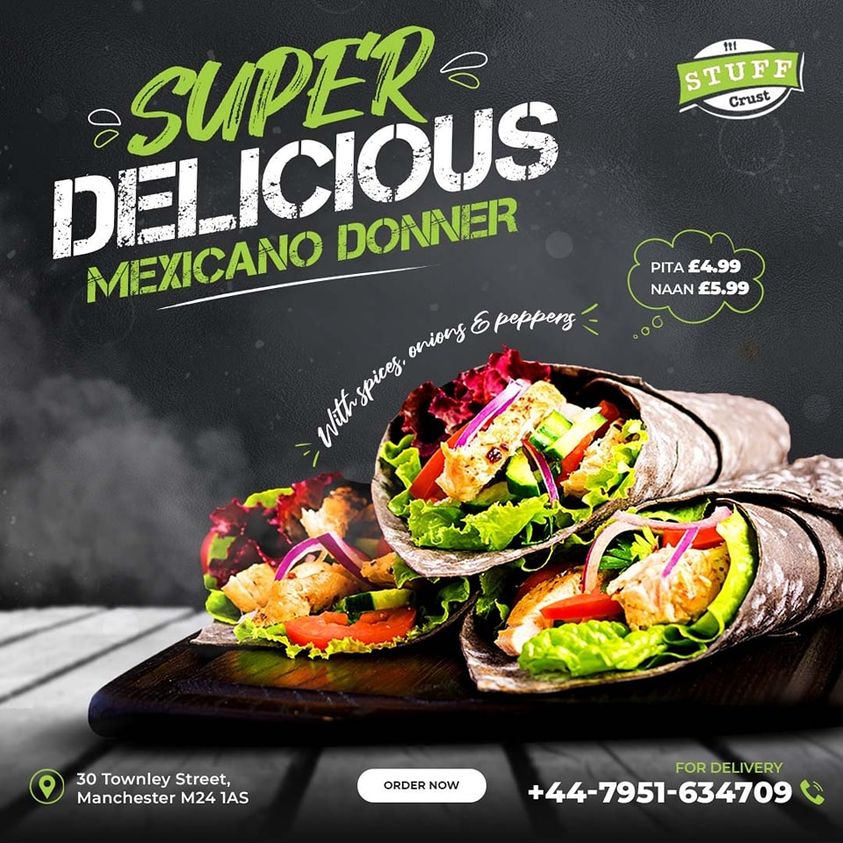 SUPER
DELICIOUS
MEXICANO DONNER
STUFF
Crust
PITA £4.99
NAAN £5.99
With spices, onions & peppers
30 Townley Street,
Manchester M24 1AS
ORDER NOW
FOR DELIVERY
+44-7951-634709